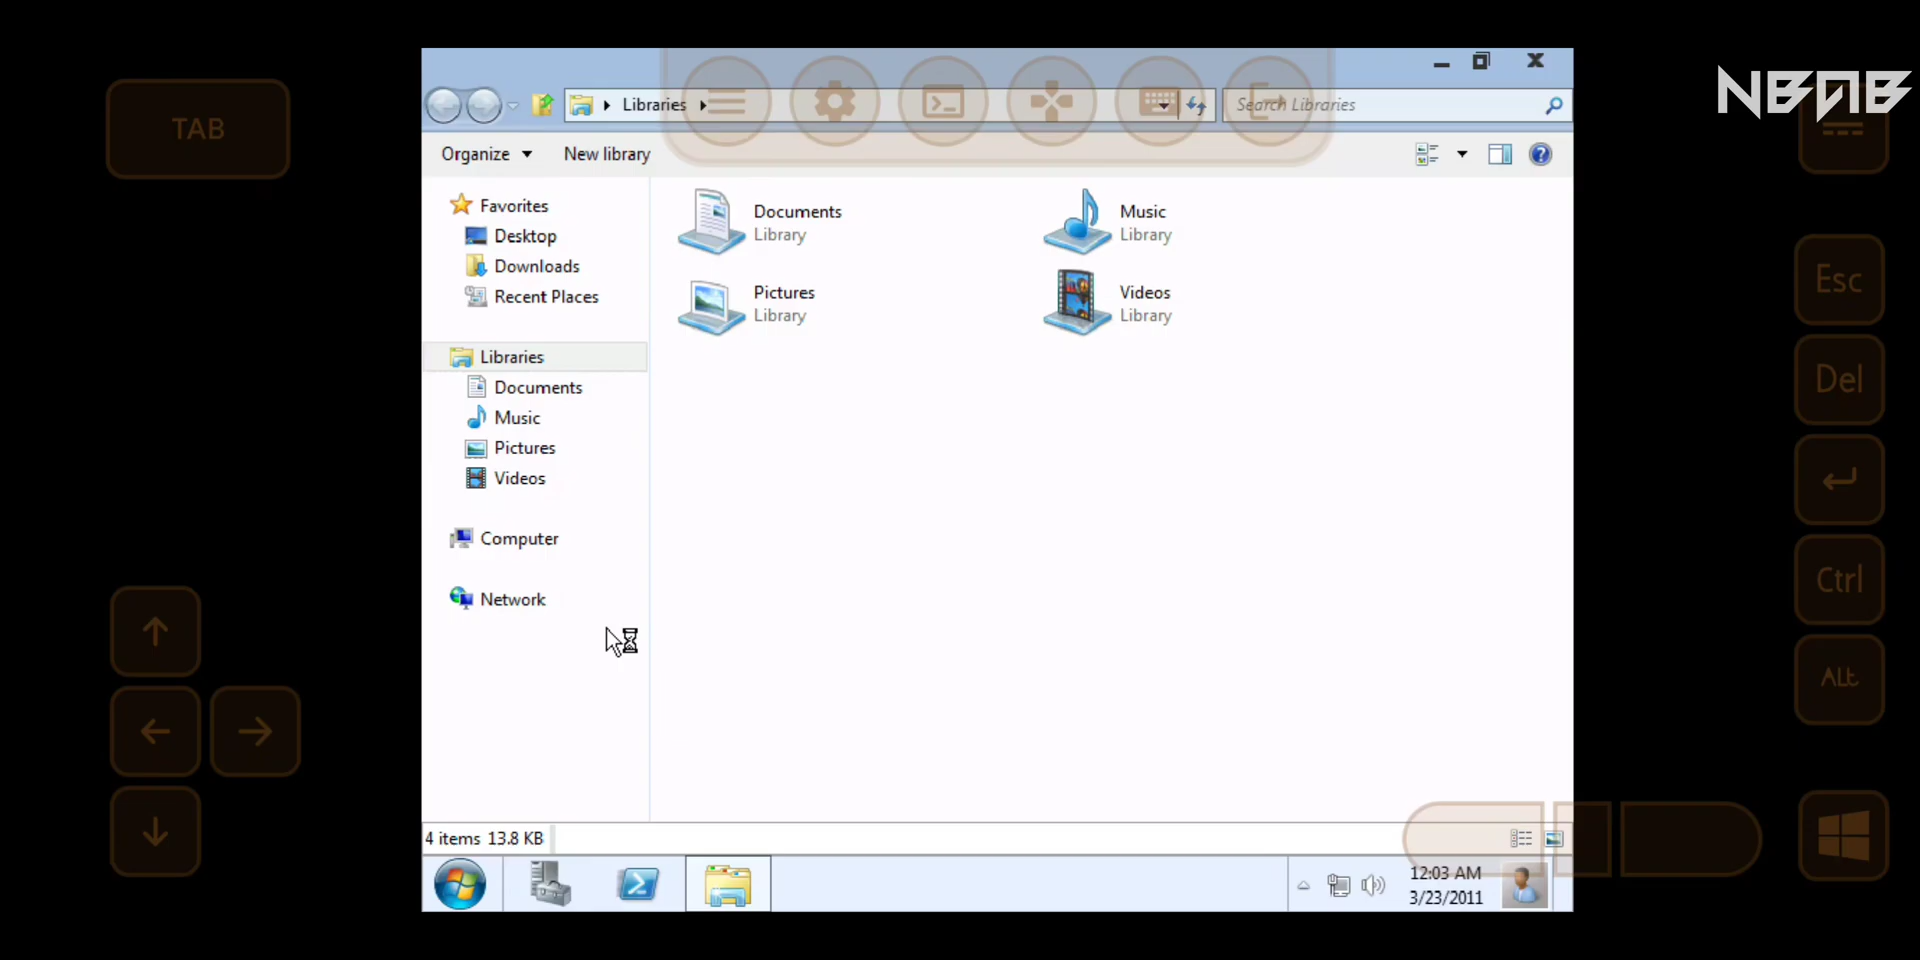 NBNB
TAB
Libraries
Search Libraries
Organize
New library
Favorites
Desktop
Downloads
Recent Places
Libraries
Documents
Music
Pictures
Videos
Computer
Network
Documents
Library
Music
Library
Pictures
Library
Videos
Library
Esc
Del
Ctrl
ALt
4 items 13.8 KB
12:03 AM
3/23/2011